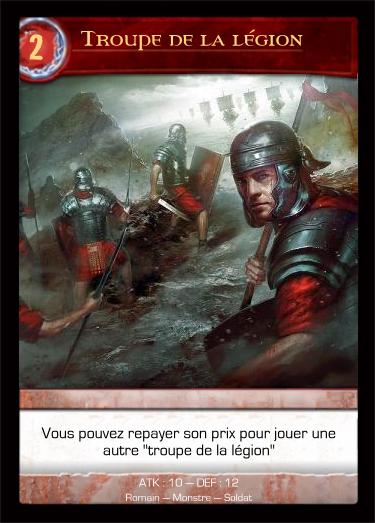 2
Troupe de la légion
Vous pouvez repayer son prix pour jouer une
autre "troupe de la légion"
ATK : 10 — DEF : 12
Romain — Monstre — Soldat